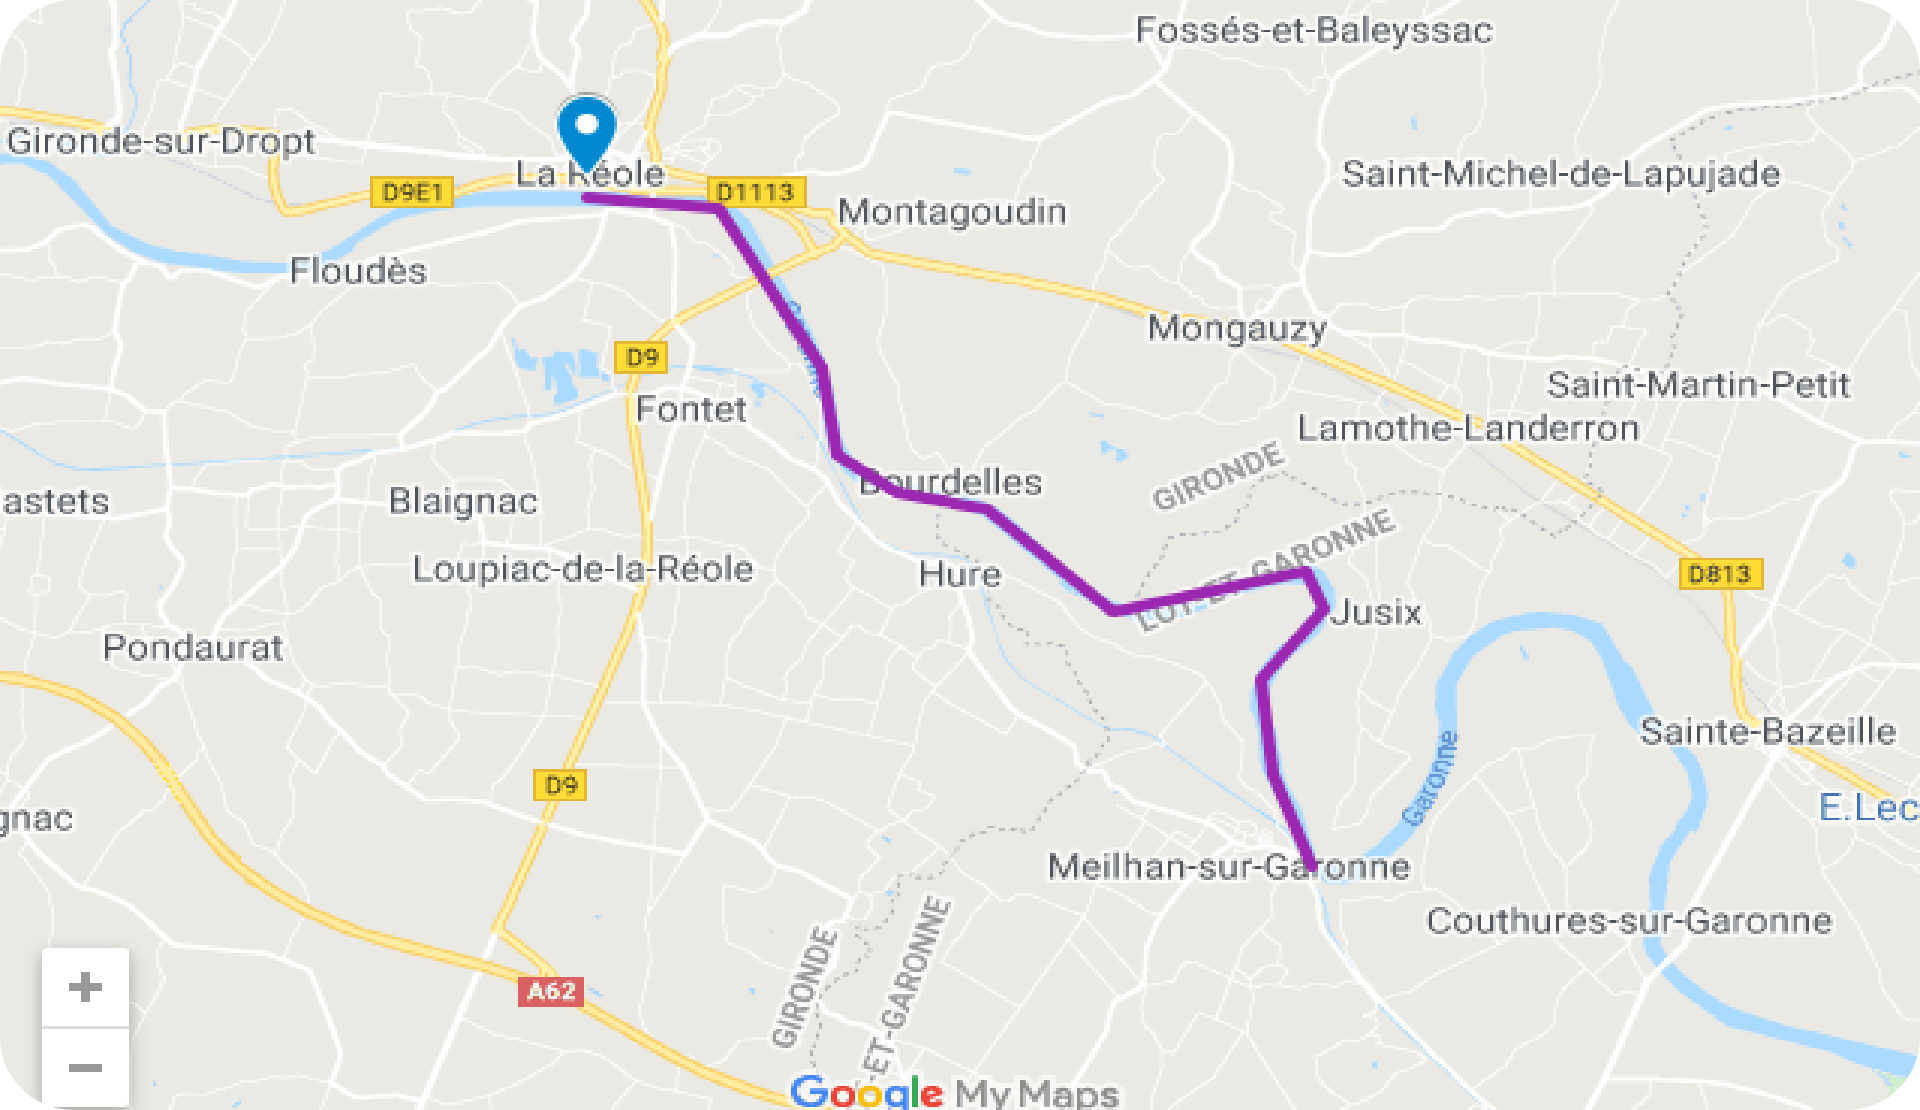 Fossés-et-Baleyssac
Gironde-sur-Dropt
La Réole
Saint-Michel-de-Lapujade
D9E1
D1113
Montagoudin
Floudès
Mongauzy
D9
Saint-Martin-Petit
Fontet
Lamothe-Landerron
GIRONDE
Bourdelles
astets
Blaignac
LOT-ET-GARONNE
Loupiac-de-la-Réole
Hure
D813
Jusix
Pondaurat
Sainte-Bazeille
Garonne
D9
E.Lec
gnac
Meilhan-sur-Garonne
Couthures-sur-Garonne
GIRONDE
-ET-GARONNE
A62
+
−
Google My Maps